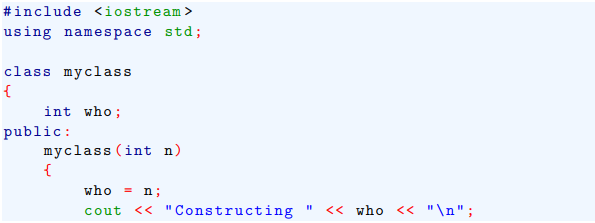 #include <iostream>
using namespace std;
class myclass
{
int who;
public:
myclass(int n)
{
who = n;
cout << "Constructing " << who << "\n";